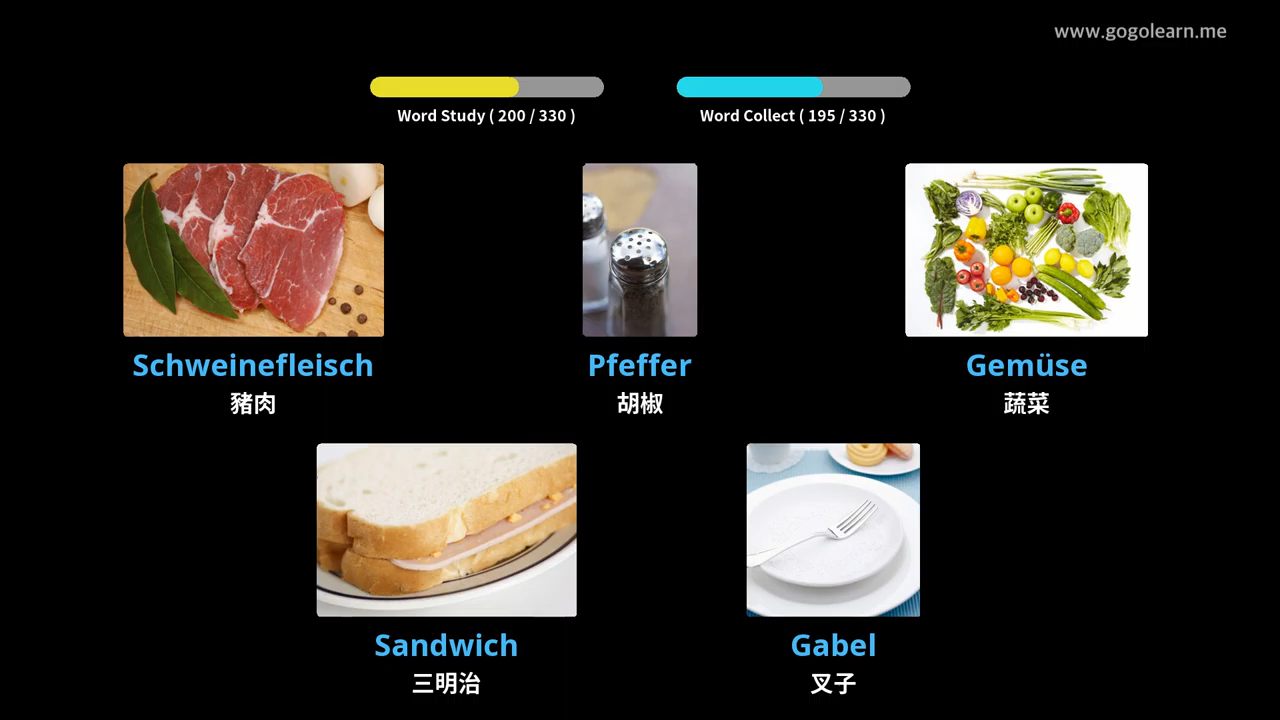 www.gogolearn.me
Word Study ( 200 / 330 )
Word Collect ( 195 / 330 )
Schweinefleisch
豬肉
Pfeffer
胡椒
Gemüse
蔬菜
Sandwich
三明治
Gabel
叉子